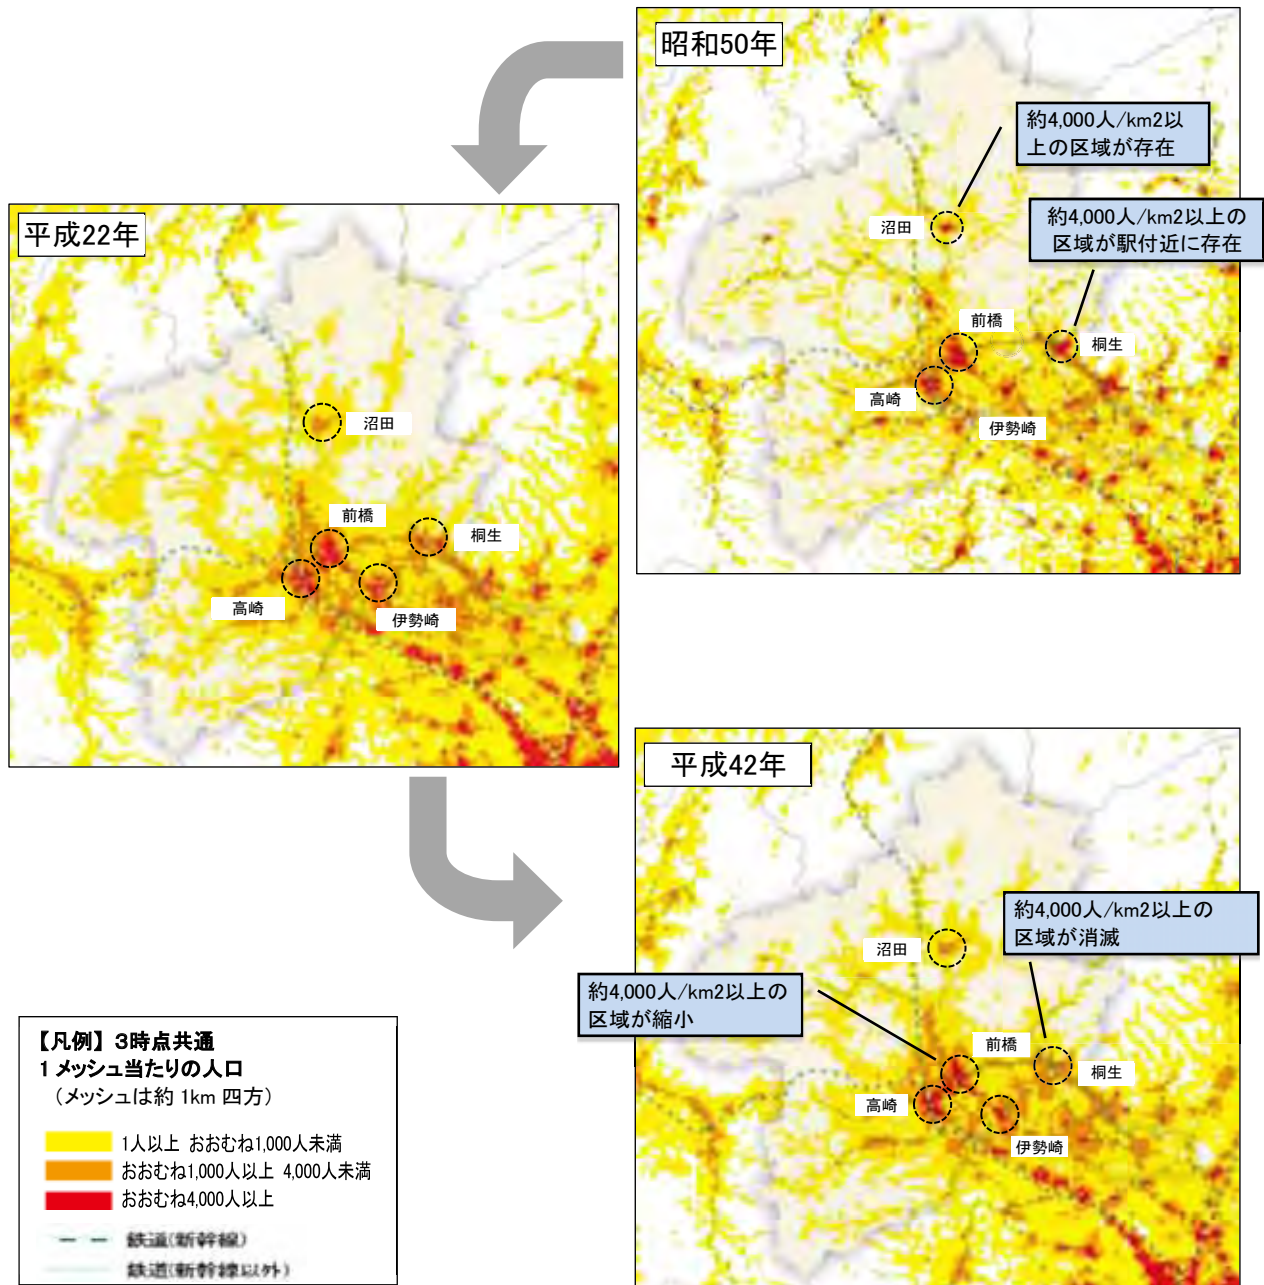 昭和50年
約4,000人/km2以
上の区域が存在
約4,000人/km2以上の
区域が駅付近に存在
沼田
前橋
桐生
高崎
伊勢崎
平成22年
沼田
前橋
桐生
高崎
伊勢崎
平成42年
約4,000人/km2以上の
区域が消滅
沼田
約4,000人/km2以上の
区域が縮小
前橋
桐生
高崎
伊勢崎
【凡例】3時点共通
1メッシュ当たりの人口
（メッシュは約 1km 四方）
1人以上 おおむね1,000人未満
おおむね1,000人以上 4,000人未満
おおむね4,000人以上
鉄道(新幹線)
鉄道(新幹線以外)